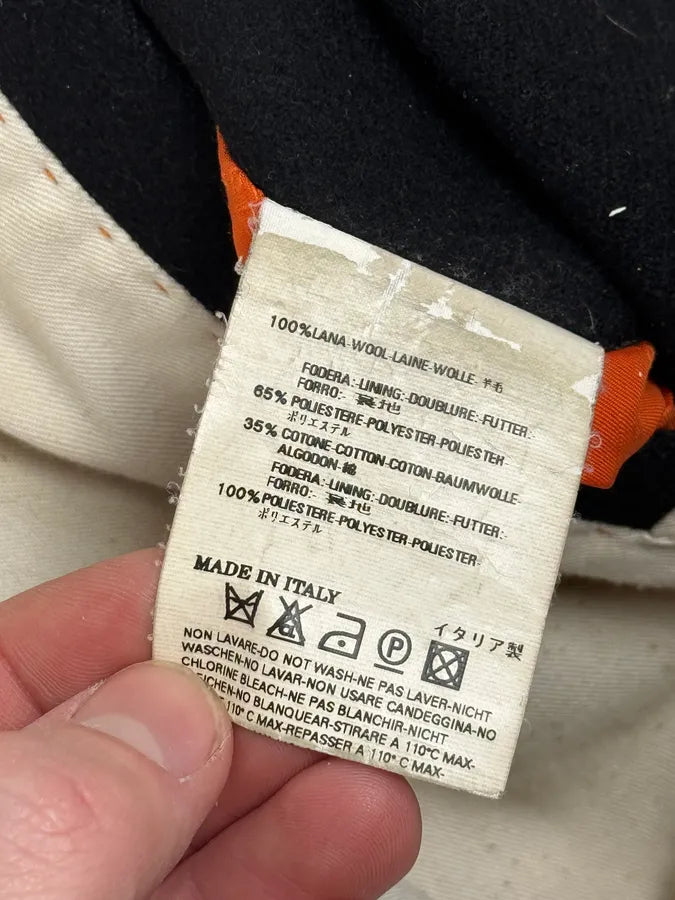 100%LANA-WOOL-LAINE-WOLLE-羊毛
FODERA:-LINING:-DOUBLURE:-FUTTER:-
FORRO:- 裏地
65% POLIESTERE-POLYESTER-POLIESTER-
ポリエステル
35% COTONE-COTTON-COTON-BAUMWOLLE-
ALGODON-綿
FODERA:-LINING:-DOUBLURE:-FUTTER:-
FORRO:- 裏地
100%POLIESTERE-POLYESTER-POLIESTER-
ポリエステル
MADE IN ITALY
P
イタリア製
NON LAVARE-DO NOT WASH-NE PAS LAVER-NICHT
WASCHEN-NO LAVAR-NON USARE CANDEGGINA-NO
CHLORINE BLEACH-NE PAS BLANCHIR-NICHT
EICHEN-NO BLANQUEAR-STIRARE A 110°C MAX-
110°C MAX-REPASSER A 110°C MAX-